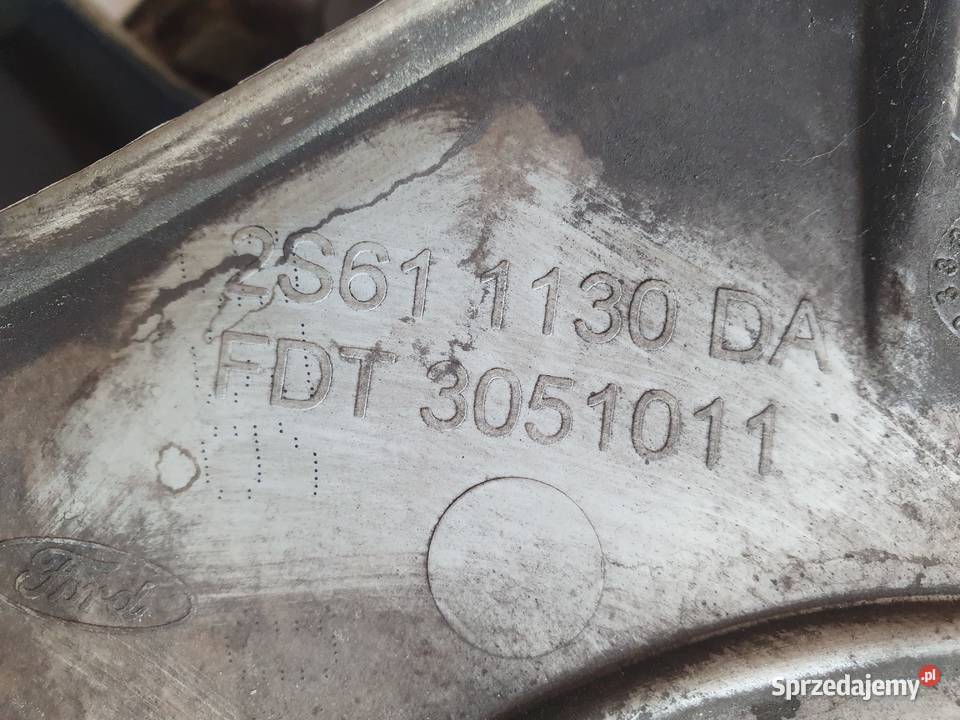 2S61 1130 DA
FDT 3051011
Ford
Sprzedajemy.pl